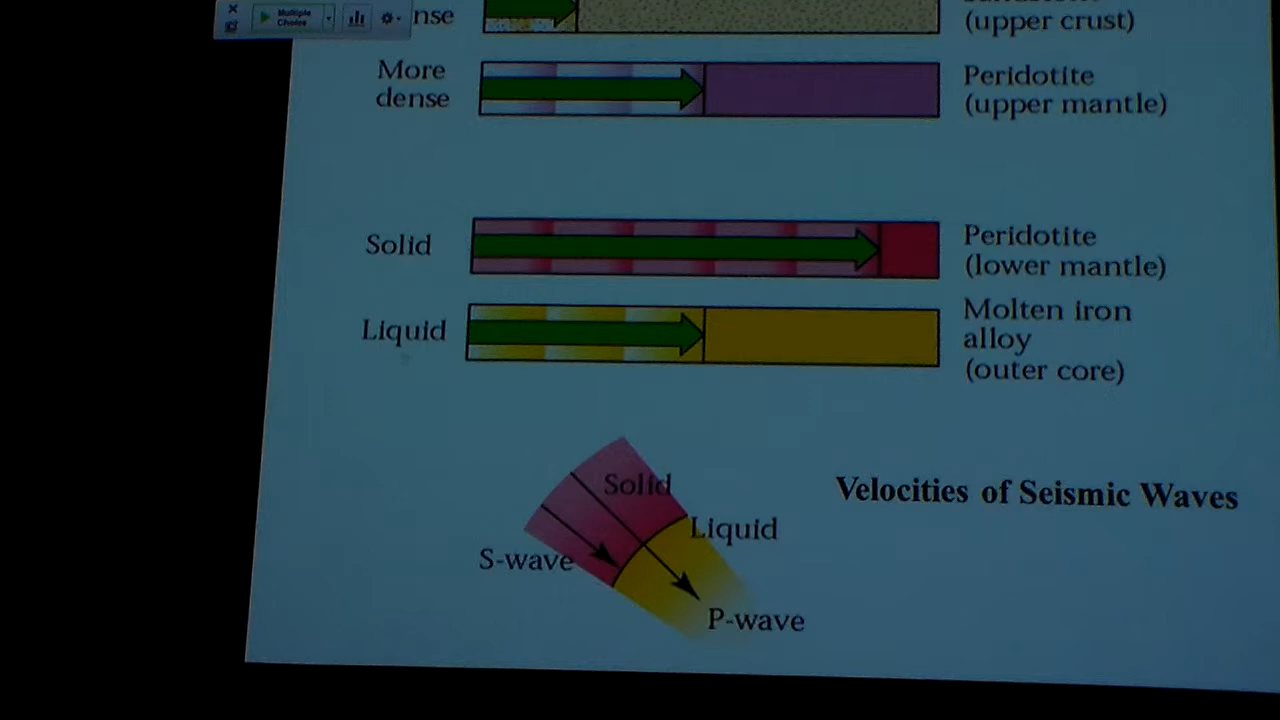 Multiple
Choice
nse
(upper crust)
More
dense
Peridotite
(upper mantle)
Solid
Peridotite
(lower mantle)
Liquid
Molten iron
alloy
(outer core)
Solid
Liquid
S-wave
P-wave
Velocities of Seismic Waves